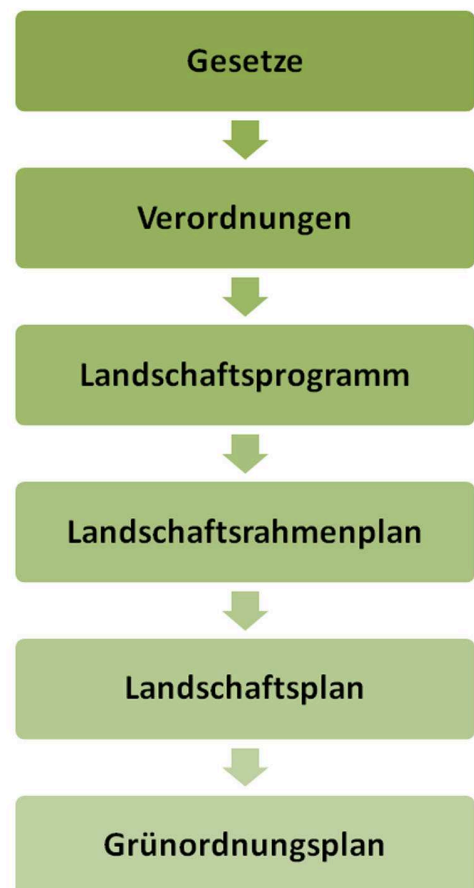 Gesetze
Verordnungen
Landschaftsprogramm
Landschaftsrahmenplan
Landschaftsplan
Grünordnungsplan